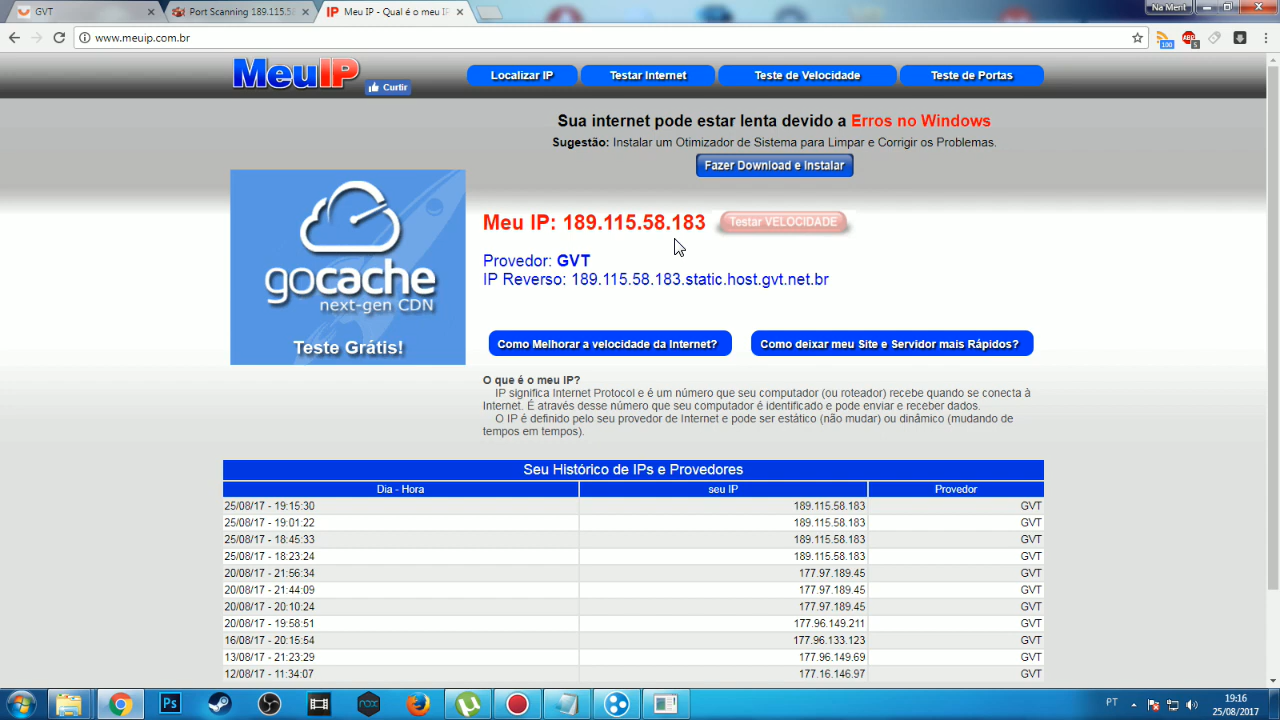 GVT
Port Scanning 189.115.5
Meu IP - Qual é o meu IP
Na Ment
www.meuip.com.br
100
ABP
5
MeuIP
Curtir
Localizar IP
Testar Internet
Teste de Velocidade
Teste de Portas
Sua internet pode estar lenta devido a Erros no Windows
Sugestão: Instalar um Otimizador de Sistema para Limpar e Corrigir os Problemas.
Fazer Download e Instalar
gocache
next-gen CDN
Teste Grátis!
Meu IP: 189.115.58.183
Testar VELOCIDADE
Provedor: GVT
IP Reverso: 189.115.58.183.static.host.gvt.net.br
Como Melhorar a velocidade da Internet?
Como deixar meu Site e Servidor mais Rápidos?
O que é o meu IP?
IP significa Internet Protocol e é um número que seu computador (ou roteador) recebe quando se conecta à
Internet. É através desse número que seu computador é identificado e pode enviar e receber dados.
O IP é definido pelo seu provedor de Internet e pode ser estático (não mudar) ou dinâmico (mudando de
tempos em tempos).
Seu Histórico de IPs e Provedores
Dia - Hora seu IP Provedor
25/08/17 - 19:15:30 189.115.58.183 GVT
25/08/17 - 19:01:22 189.115.58.183 GVT
25/08/17 - 18:45:33 189.115.58.183 GVT
25/08/17 - 18:23:24 189.115.58.183 GVT
20/08/17 - 21:56:34 177.97.189.45 GVT
20/08/17 - 21:44:09 177.97.189.45 GVT
20/08/17 - 20:10:24 177.97.189.45 GVT
20/08/17 - 19:58:51 177.96.149.211 GVT
16/08/17 - 20:15:54 177.96.133.123 GVT
13/08/17 - 21:23:29 177.96.149.69 GVT
12/08/17 - 11:34:07 177.16.146.97 GVT
Ps
nox
PT
19:16
25/08/2017